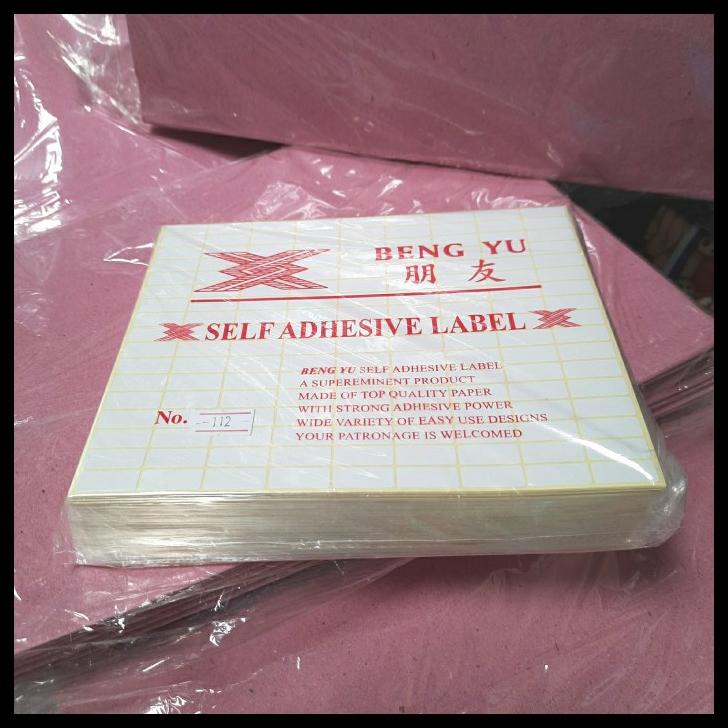 BENG YU
朋友
SELF ADHESIVE LABEL
BENG YU SELF ADHESIVE LABEL
A SUPEREMINENT PRODUCT
MADE OF TOP QUALITY PAPER
WITH STRONG ADHESIVE POWER
WIDE VARIETY OF EASY USE DESIGNS
YOUR PATRONAGE IS WELCOMED
No. 112